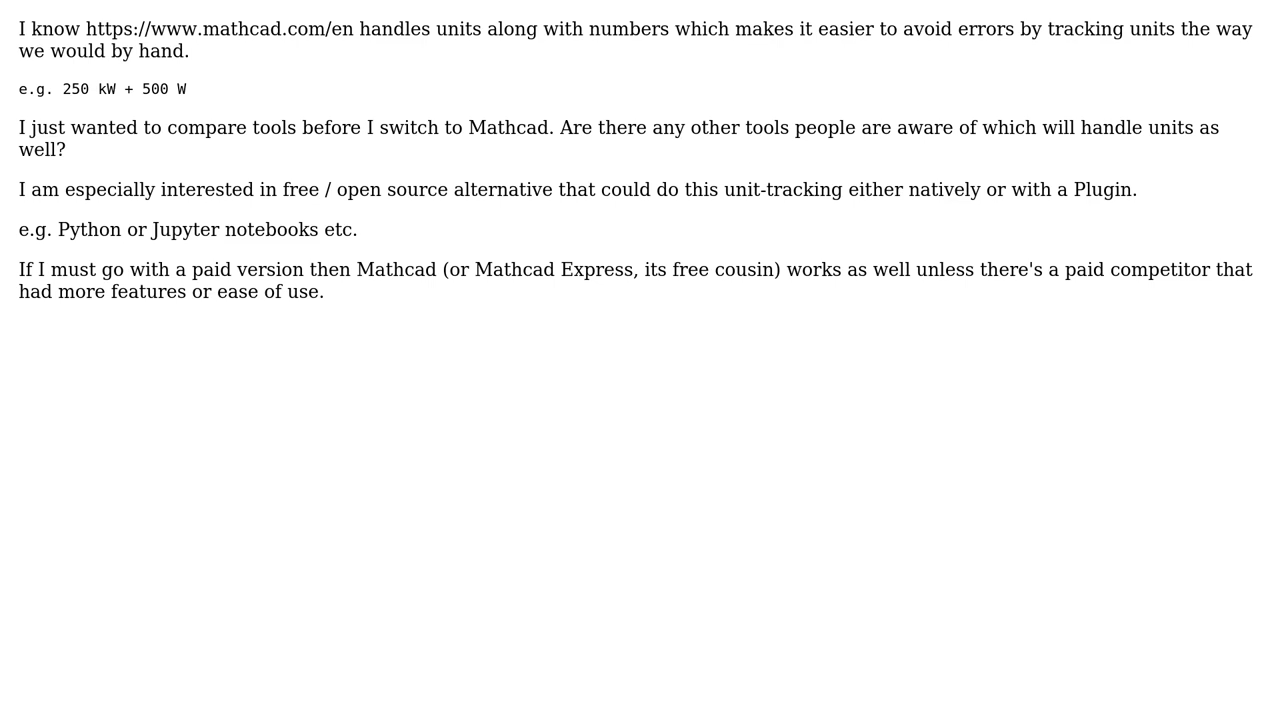 I know https://www.mathcad.com/en handles units along with numbers which makes it easier to avoid errors by tracking units the way
we would by hand.
e.g. 250 kW + 500 W
I just wanted to compare tools before I switch to Mathcad. Are there any other tools people are aware of which will handle units as
well?
I am especially interested in free / open source alternative that could do this unit-tracking either natively or with a Plugin.
e.g. Python or Jupyter notebooks etc.
If I must go with a paid version then Mathcad (or Mathcad Express, its free cousin) works as well unless there's a paid competitor that
had more features or ease of use.